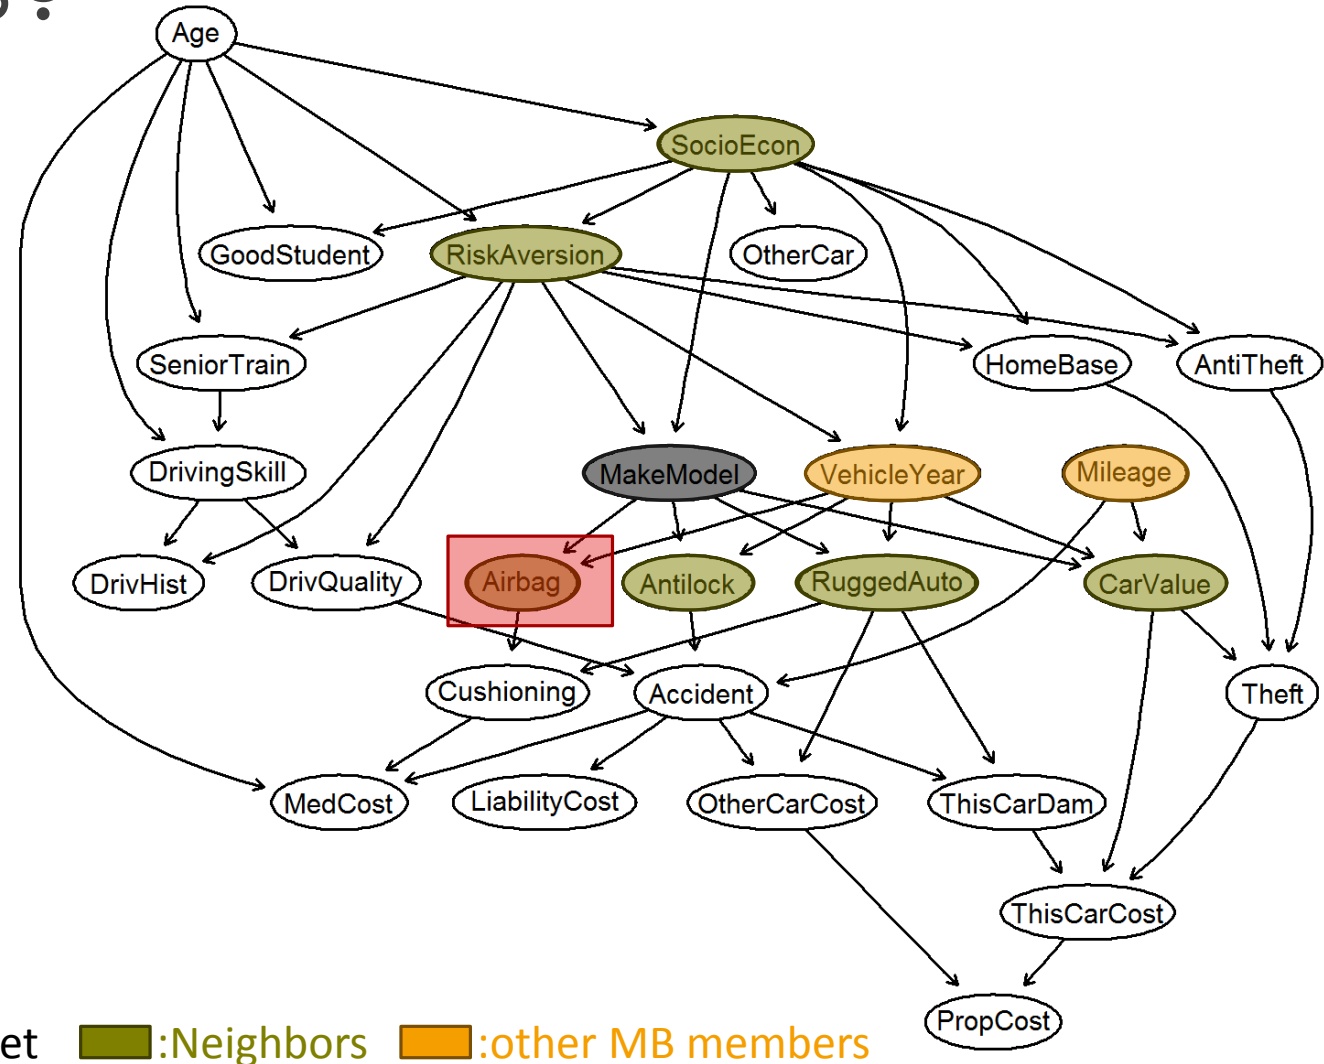 Age
SocioEcon
GoodStudent RiskAversion OtherCar
SeniorTrain HomeBase AntiTheft
DrivingSkill MakeModel VehicleYear Mileage
DrivHist DrivQuality Airbag Antilock RuggedAuto CarValue
Cushioning Accident Theft
MedCost LiabilityCost OtherCarCost ThisCarDam
ThisCarCost
PropCost
et :Neighbors :other MB members